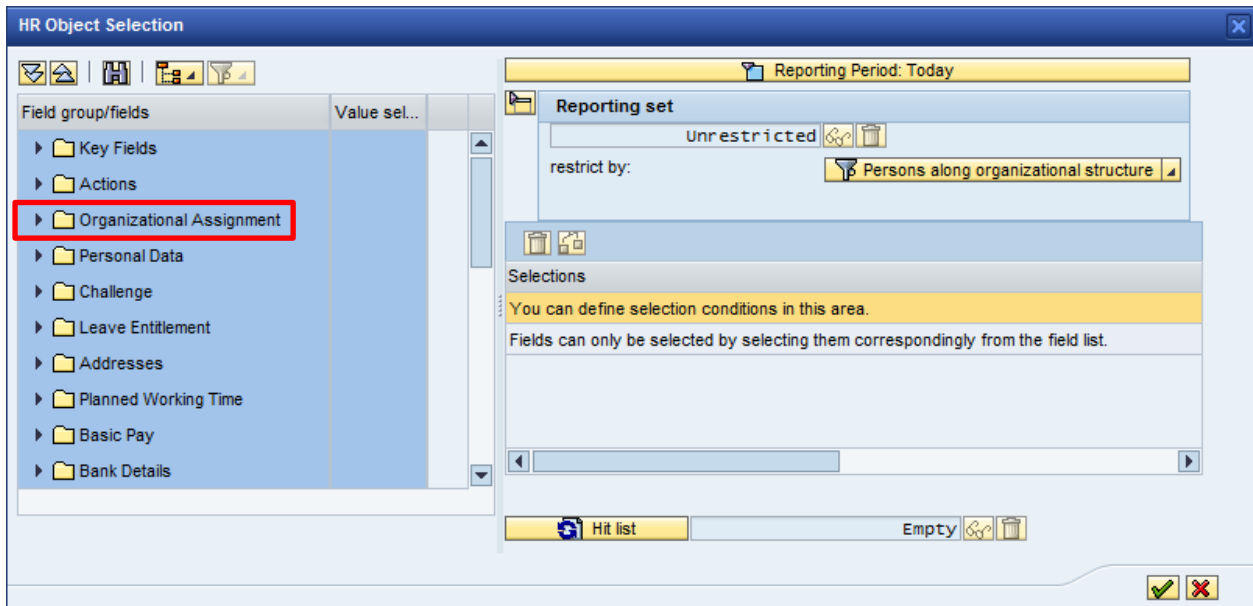 HR Object Selection
Reporting Period: Today
Field group/fields Value sel...
Key Fields
Actions
Organizational Assignment
Personal Data
Challenge
Leave Entitlement
Addresses
Planned Working Time
Basic Pay
Bank Details
Reporting set
Unrestricted
restrict by: Persons along organizational structure
Selections
You can define selection conditions in this area.
Fields can only be selected by selecting them correspondingly from the field list.
Hit list Empty